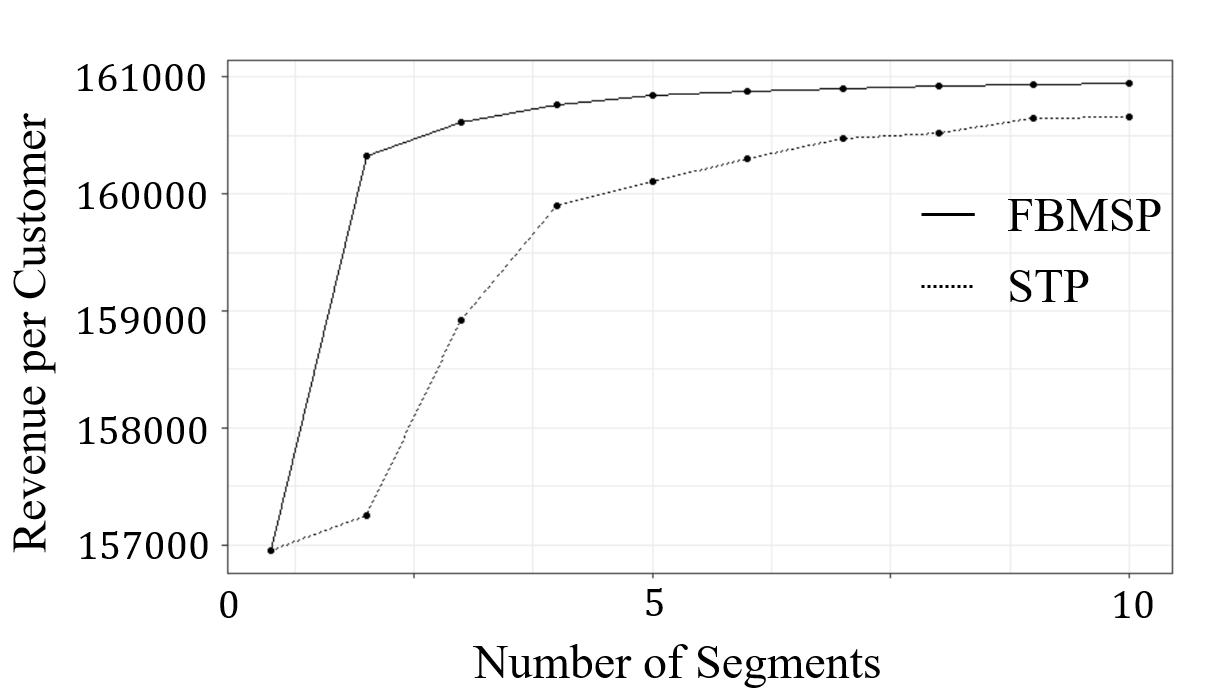 161000
160000
159000
158000
157000
Revenue per Customer
FBMSP
STP
0
5
10
Number of Segments